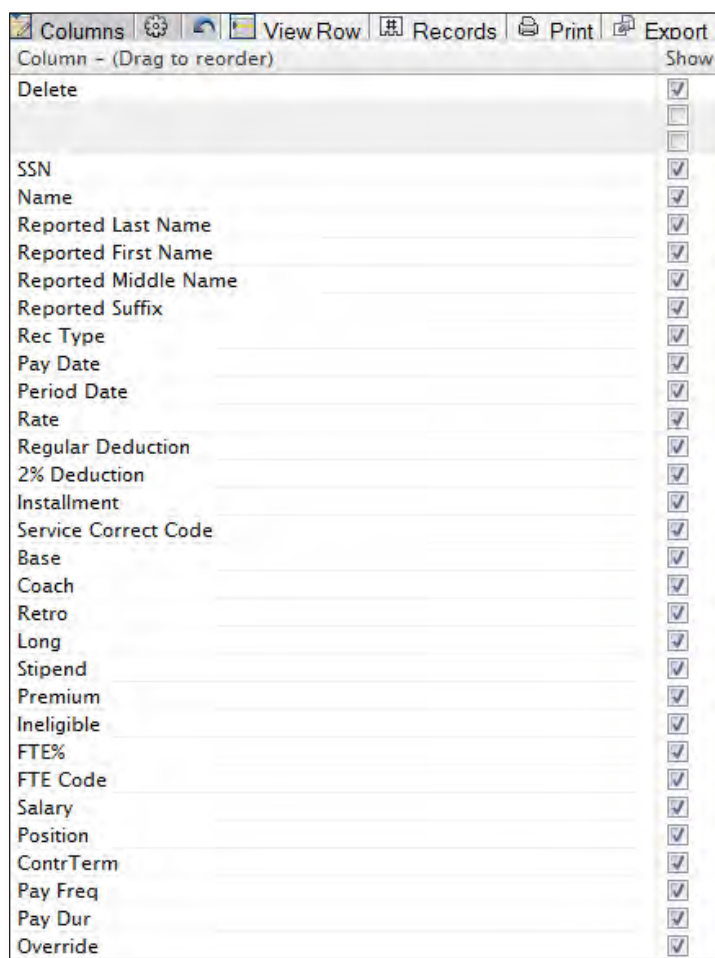 Columns View Row Records Print Export
Column - (Drag to reorder) Show
Delete
SSN
Name
Reported Last Name
Reported First Name
Reported Middle Name
Reported Suffix
Rec Type
Pay Date
Period Date
Rate
Regular Deduction
2% Deduction
Installment
Service Correct Code
Base
Coach
Retro
Long
Stipend
Premium
Ineligible
FTE%
FTE Code
Salary
Position
ContrTerm
Pay Freq
Pay Dur
Override